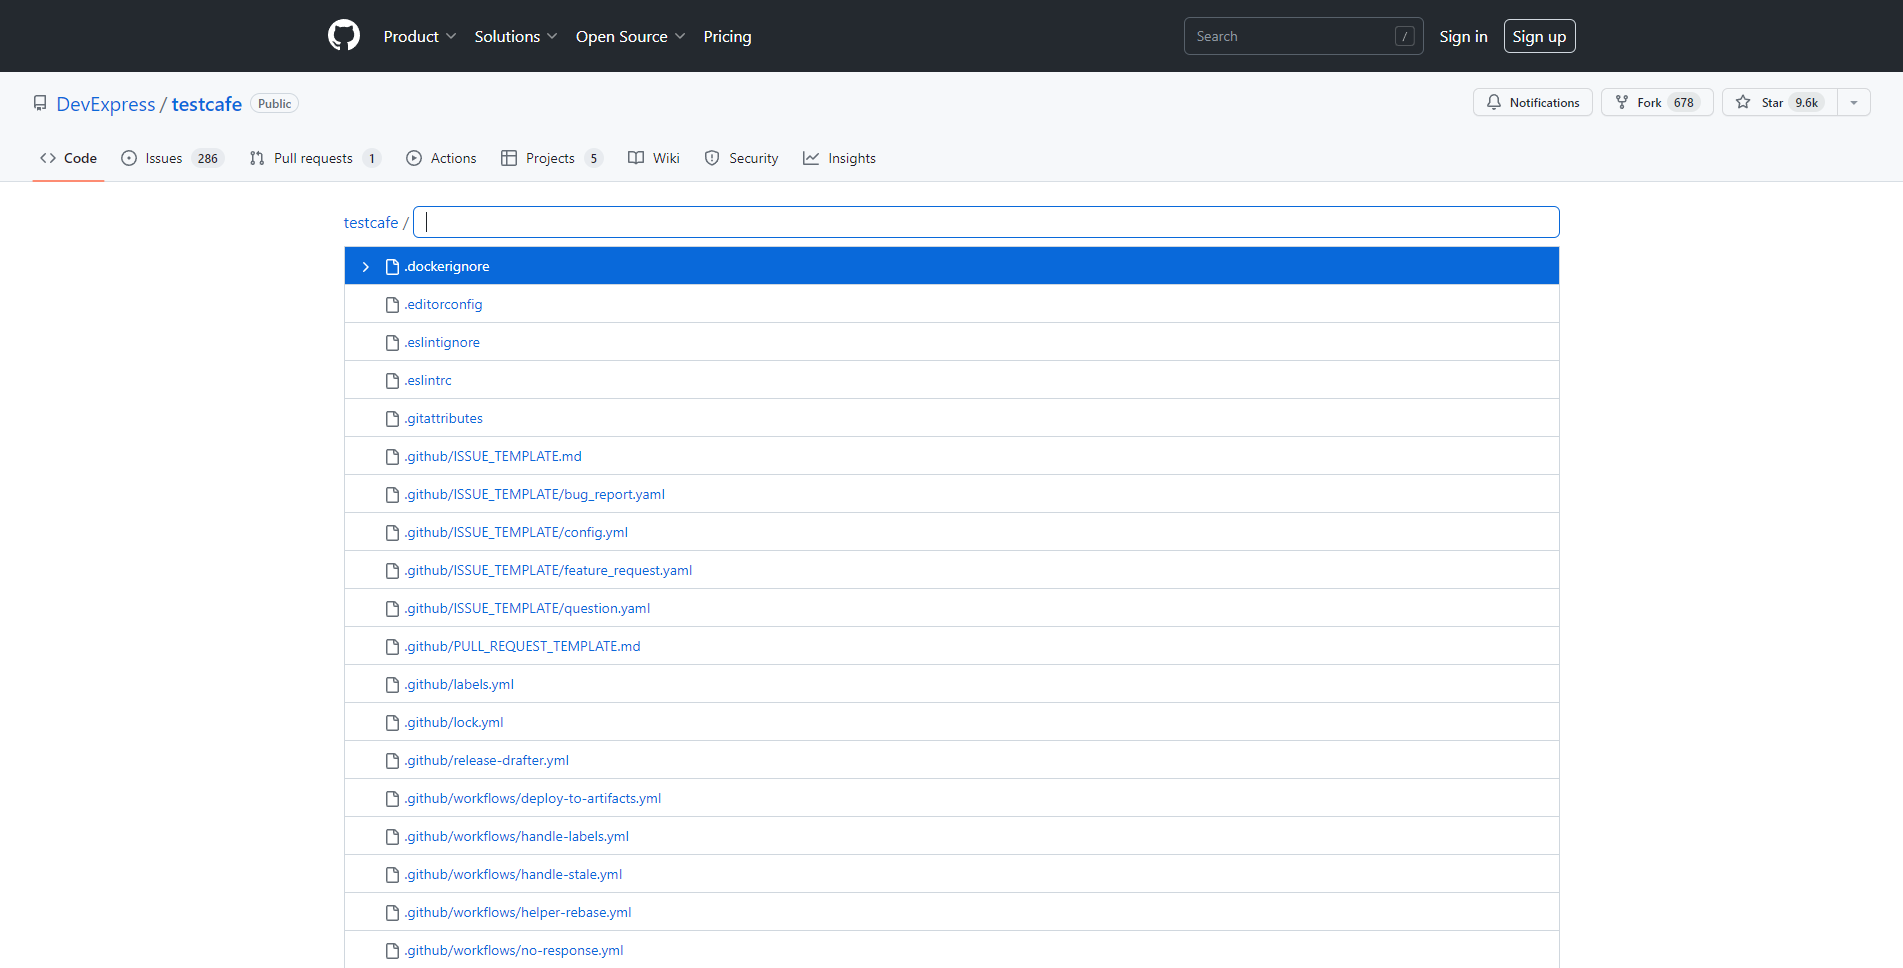 Product Solutions Open Source Pricing Search / Sign in Sign up
DevExpress / testcafe Public Notifications Fork 678 Star 9.6k
Code Issues 286 Pull requests 1 Actions Projects 5 Wiki Security Insights
testcafe /
.dockerignore
.editorconfig
.eslintignore
.eslintrc
.gitattributes
.github/ISSUE_TEMPLATE.md
.github/ISSUE_TEMPLATE/bug_report.yaml
.github/ISSUE_TEMPLATE/config.yml
.github/ISSUE_TEMPLATE/feature_request.yaml
.github/ISSUE_TEMPLATE/question.yaml
.github/PULL_REQUEST_TEMPLATE.md
.github/labels.yml
.github/lock.yml
.github/release-drafter.yml
.github/workflows/deploy-to-artifacts.yml
.github/workflows/handle-labels.yml
.github/workflows/handle-stale.yml
.github/workflows/helper-rebase.yml
.github/workflows/no-response.yml